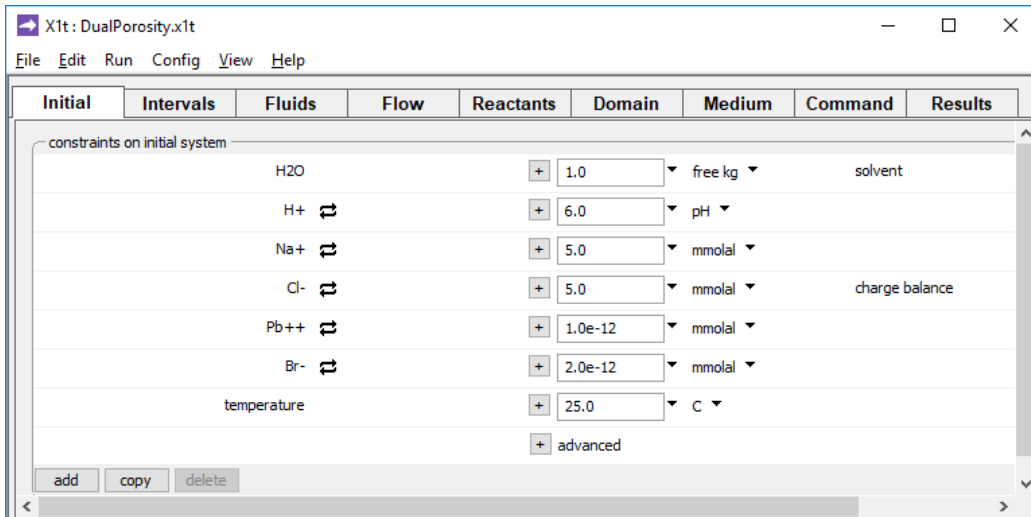 X1t : DualPorosity.x1t
File Edit Run Config View Help
Initial Intervals Fluids Flow Reactants Domain Medium Command Results
constraints on initial system
H2O + 1.0 free kg solvent
H+ + 6.0 pH
Na+ + 5.0 mmolal
Cl- + 5.0 mmolal charge balance
Pb++ + 1.0e-12 mmolal
Br- + 2.0e-12 mmolal
temperature + 25.0 C
+ advanced
add copy delete